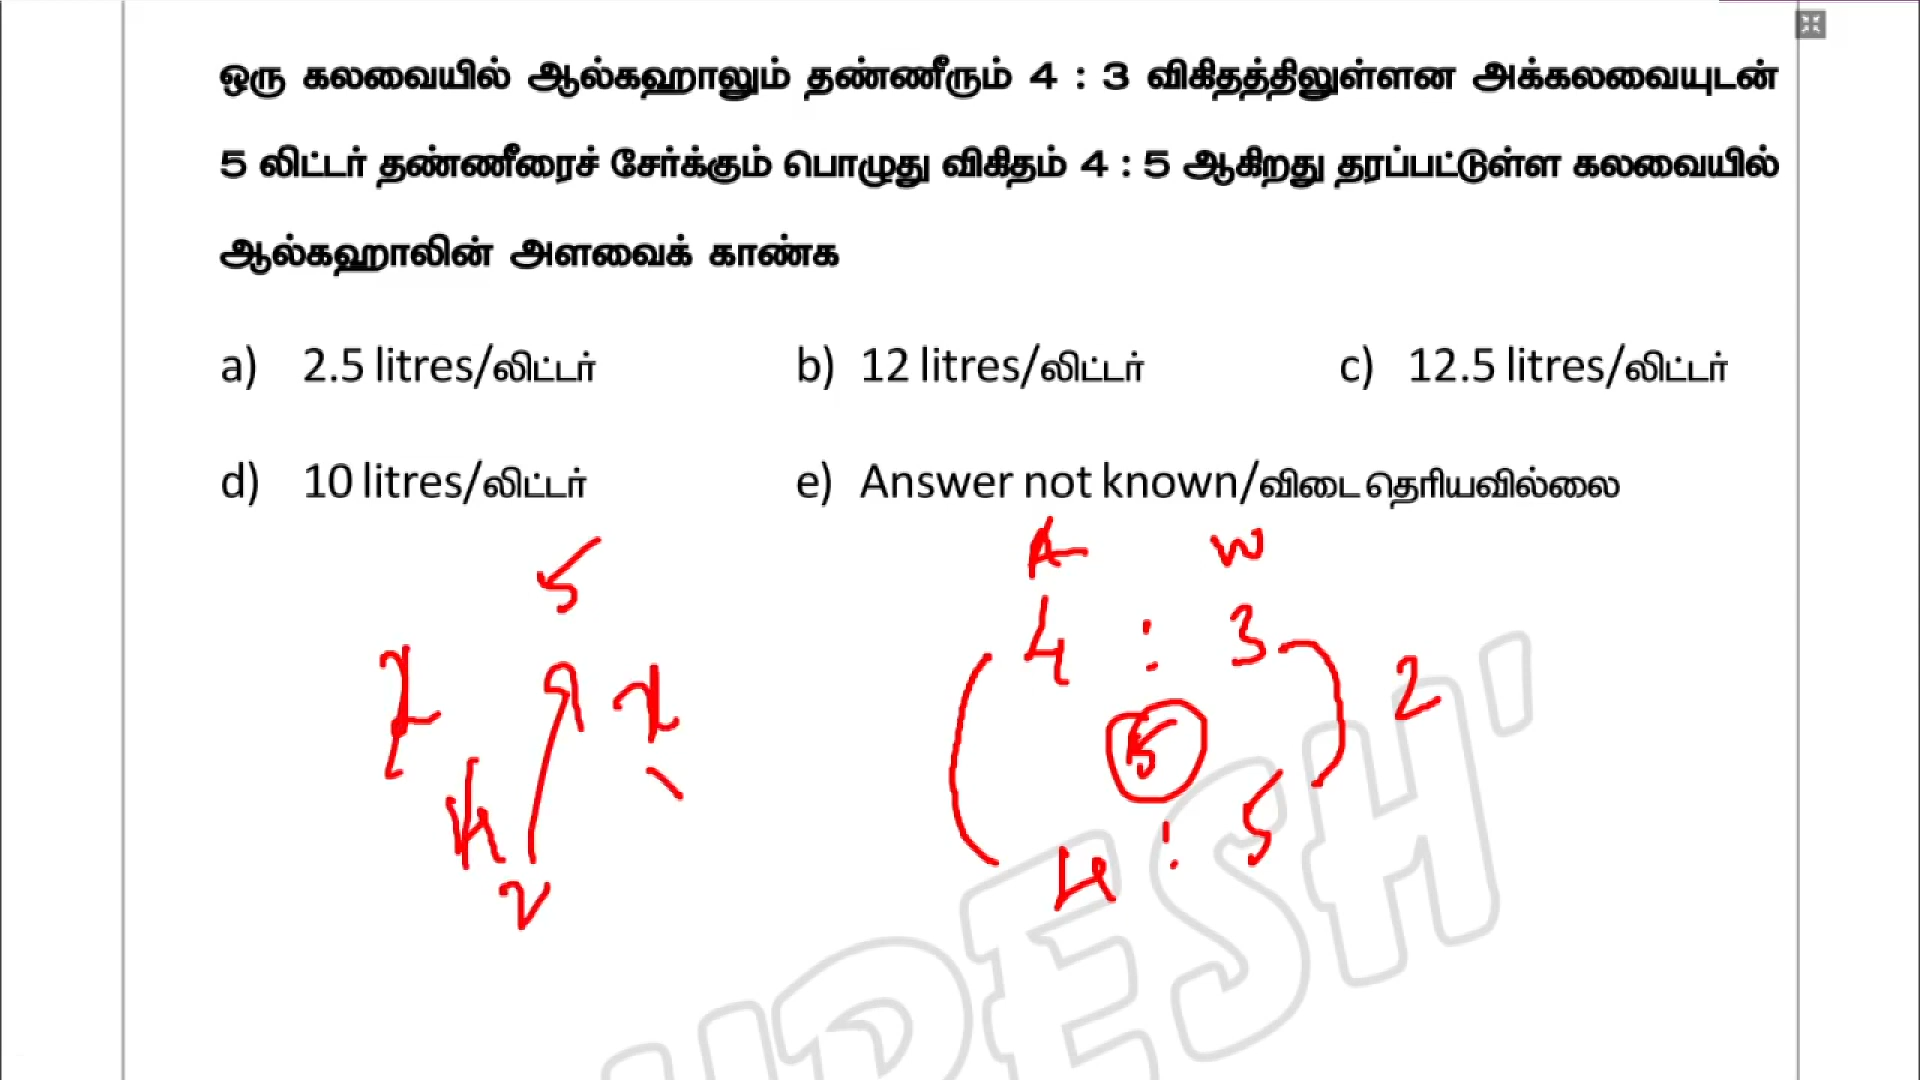 ஒரு கலவையில் ஆல்கஹாலும் தண்ணீரும் 4 : 3 விகிதத்திலுள்ளன அக்கலவையுடன்
5 லிட்டர் தண்ணீரைச் சேர்க்கும் பொழுது விகிதம் 4 : 5 ஆகிறது தரப்பட்டுள்ள கலவையில்
ஆல்கஹாலின் அளவைக் காண்க
a) 2.5 litres/லிட்டர் b) 12 litres/லிட்டர் c) 12.5 litres/லிட்டர்
d) 10 litres/லிட்டர் e) Answer not known/விடை தெரியவில்லை
A W
5
4 : 3
2
5
4 : 5
2